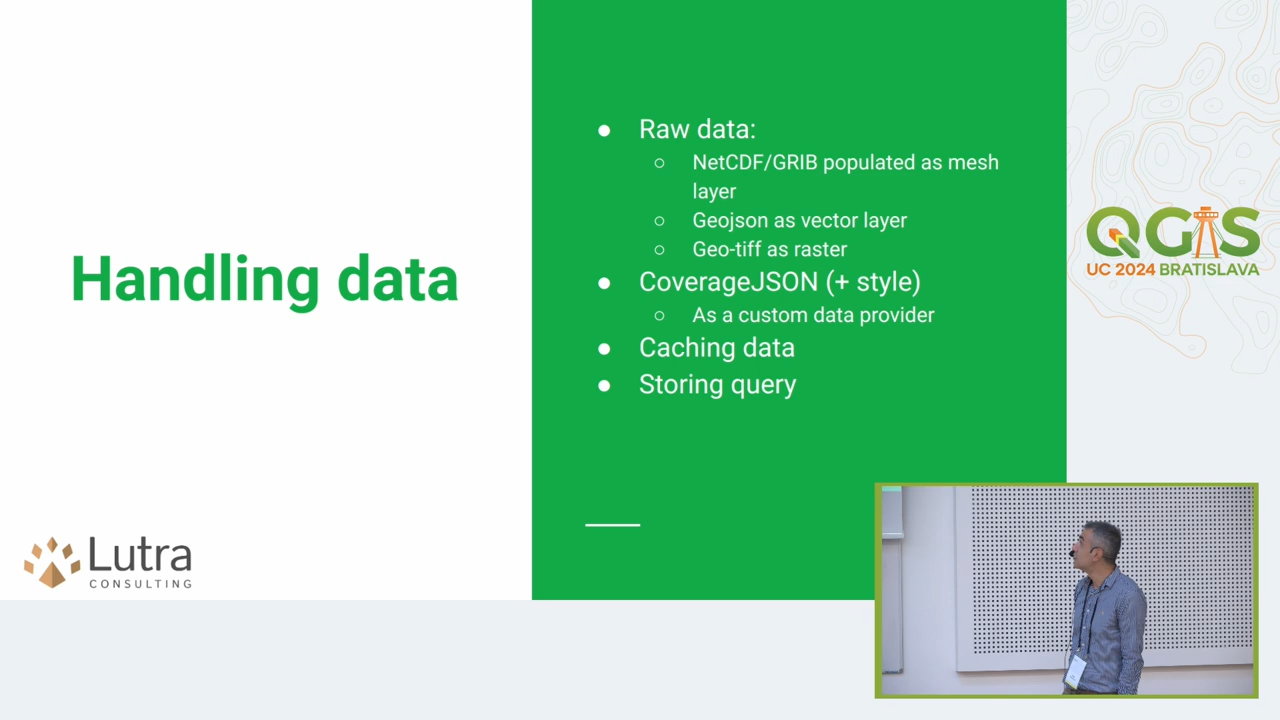 Handling data
● Raw data:
○ NetCDF/GRIB populated as mesh
layer
○ Geojson as vector layer
○ Geo-tiff as raster
● CoverageJSON (+ style)
○ As a custom data provider
● Caching data
● Storing query
QGIS
UC 2024 BRATISLAVA
Lutra
CONSULTING